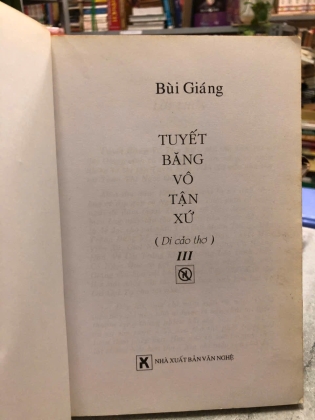 Bùi Giáng
TUYẾT
BĂNG
VÔ
TẬN
XỨ
( Di cảo thơ )
III
NHÀ XUẤT BẢN VĂN NGHỆ